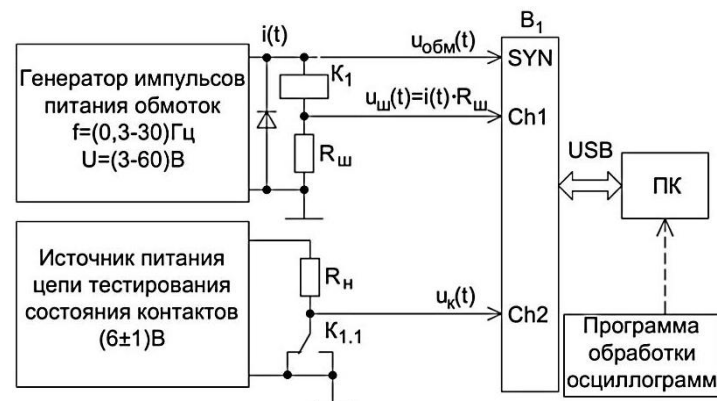 i(t)
B₁
uобм(t)
SYN
Генератор импульсов
питания обмоток
f=(0,3-30)Гц
U=(3-60)В
K₁
uш(t)=i(t)·Rш
Ch1
Rш
USB
ПК
Источник питания
цепи тестирования
состояния контактов
(6±1)В
Rн
uк(t)
Ch2
K₁.₁
Программа
обработки
осциллограмм